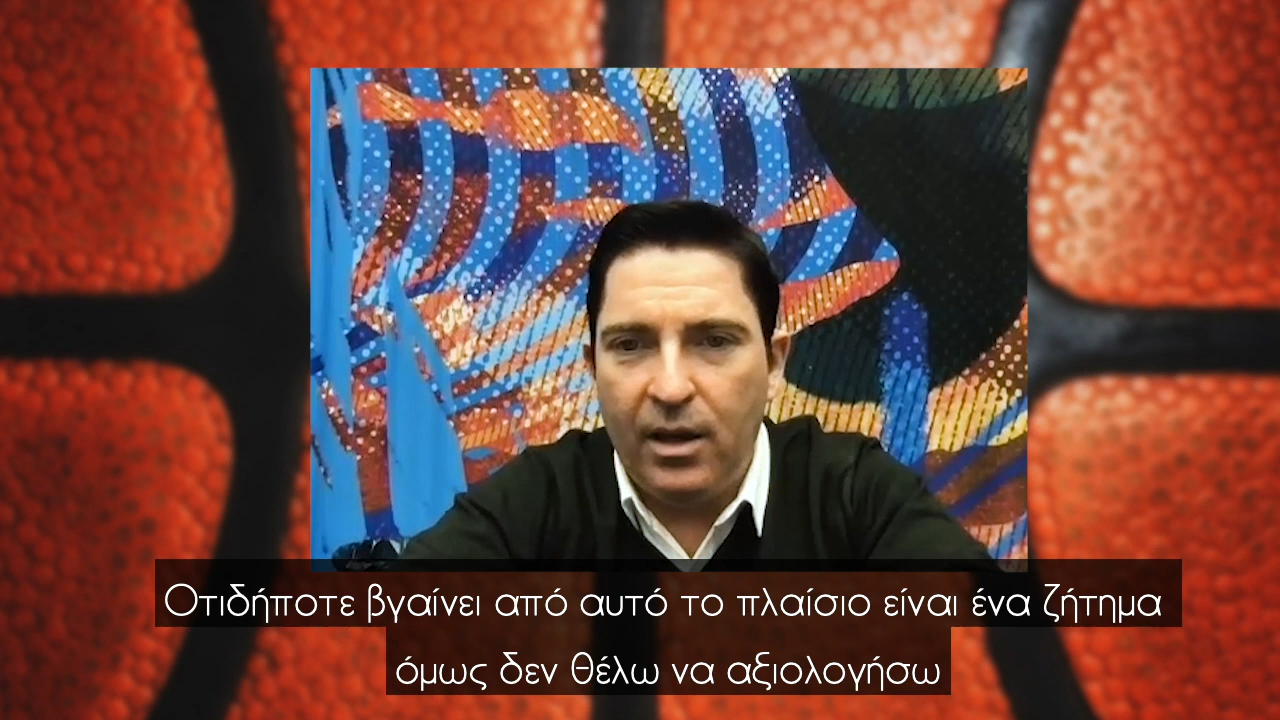 Οτιδήποτε βγαίνει από αυτό το πλαίσιο είναι ένα ζήτημα
όμως δεν θέλω να αξιολογήσω